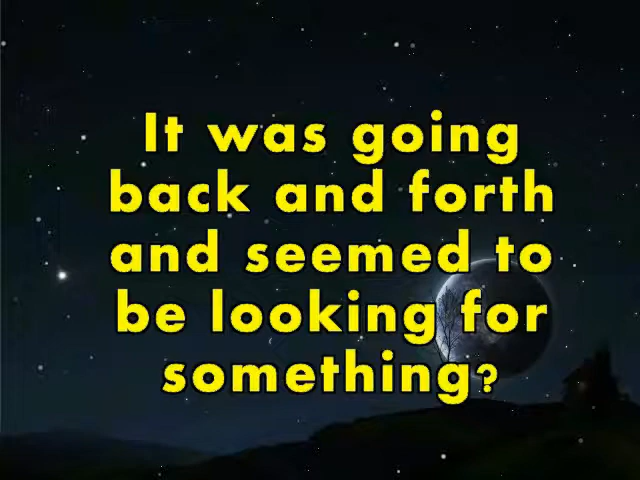 It was going
back and forth
and seemed to
be looking for
something?